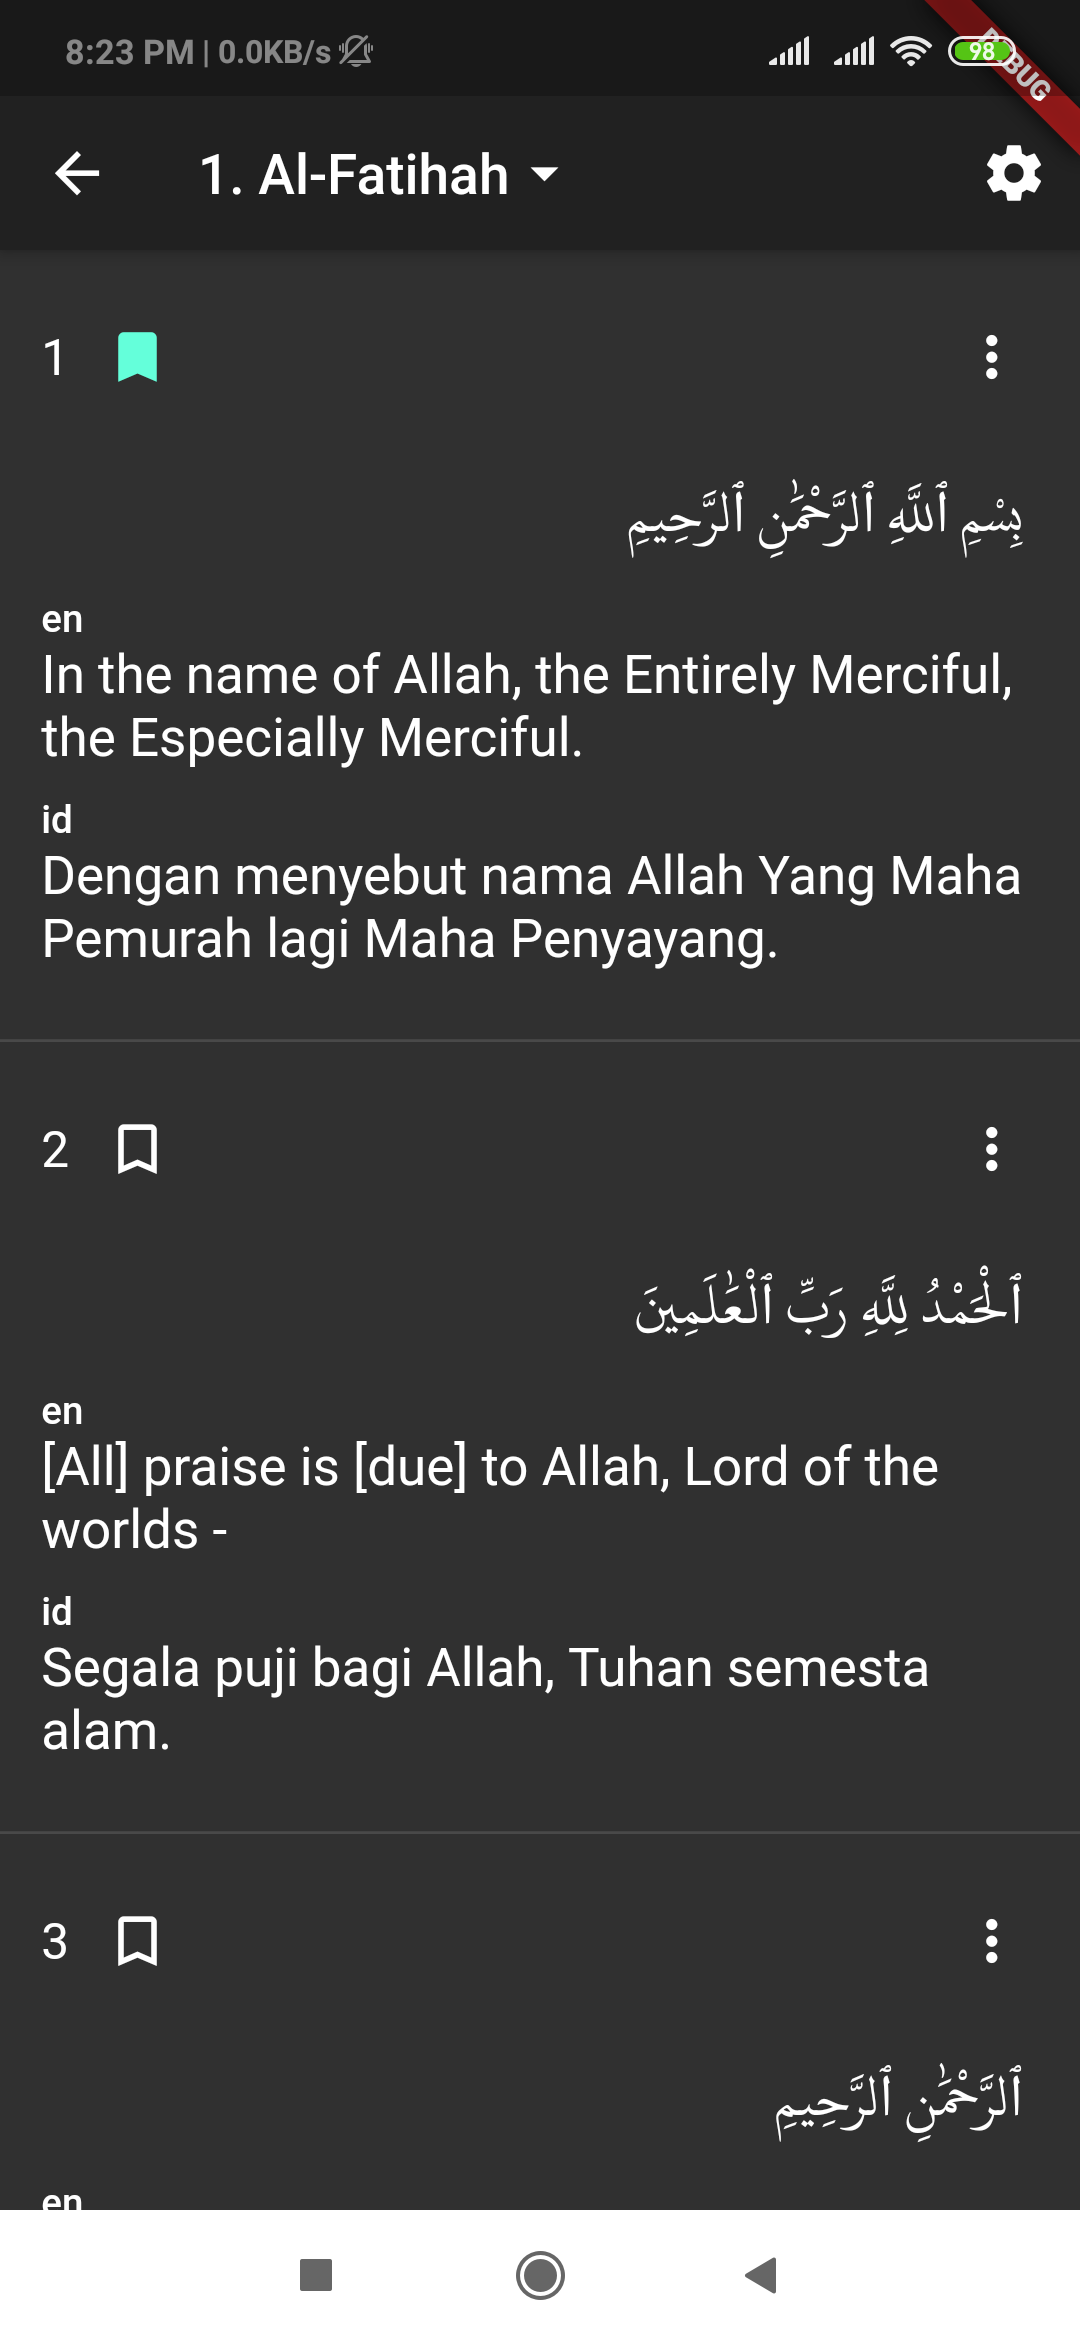 8:23 PM | 0.0KB/s
98
1. Al-Fatihah
1
بِسْمِ ٱللَّهِ ٱلرَّحْمَٰنِ ٱلرَّحِيمِ
en
In the name of Allah, the Entirely Merciful,
the Especially Merciful.
id
Dengan menyebut nama Allah Yang Maha
Pemurah lagi Maha Penyayang.
2
ٱلْحَمْدُ لِلَّهِ رَبِّ ٱلْعَٰلَمِينَ
en
[All] praise is [due] to Allah, Lord of the
worlds -
id
Segala puji bagi Allah, Tuhan semesta
alam.
3
ٱلرَّحْمَٰنِ ٱلرَّحِيمِ
en